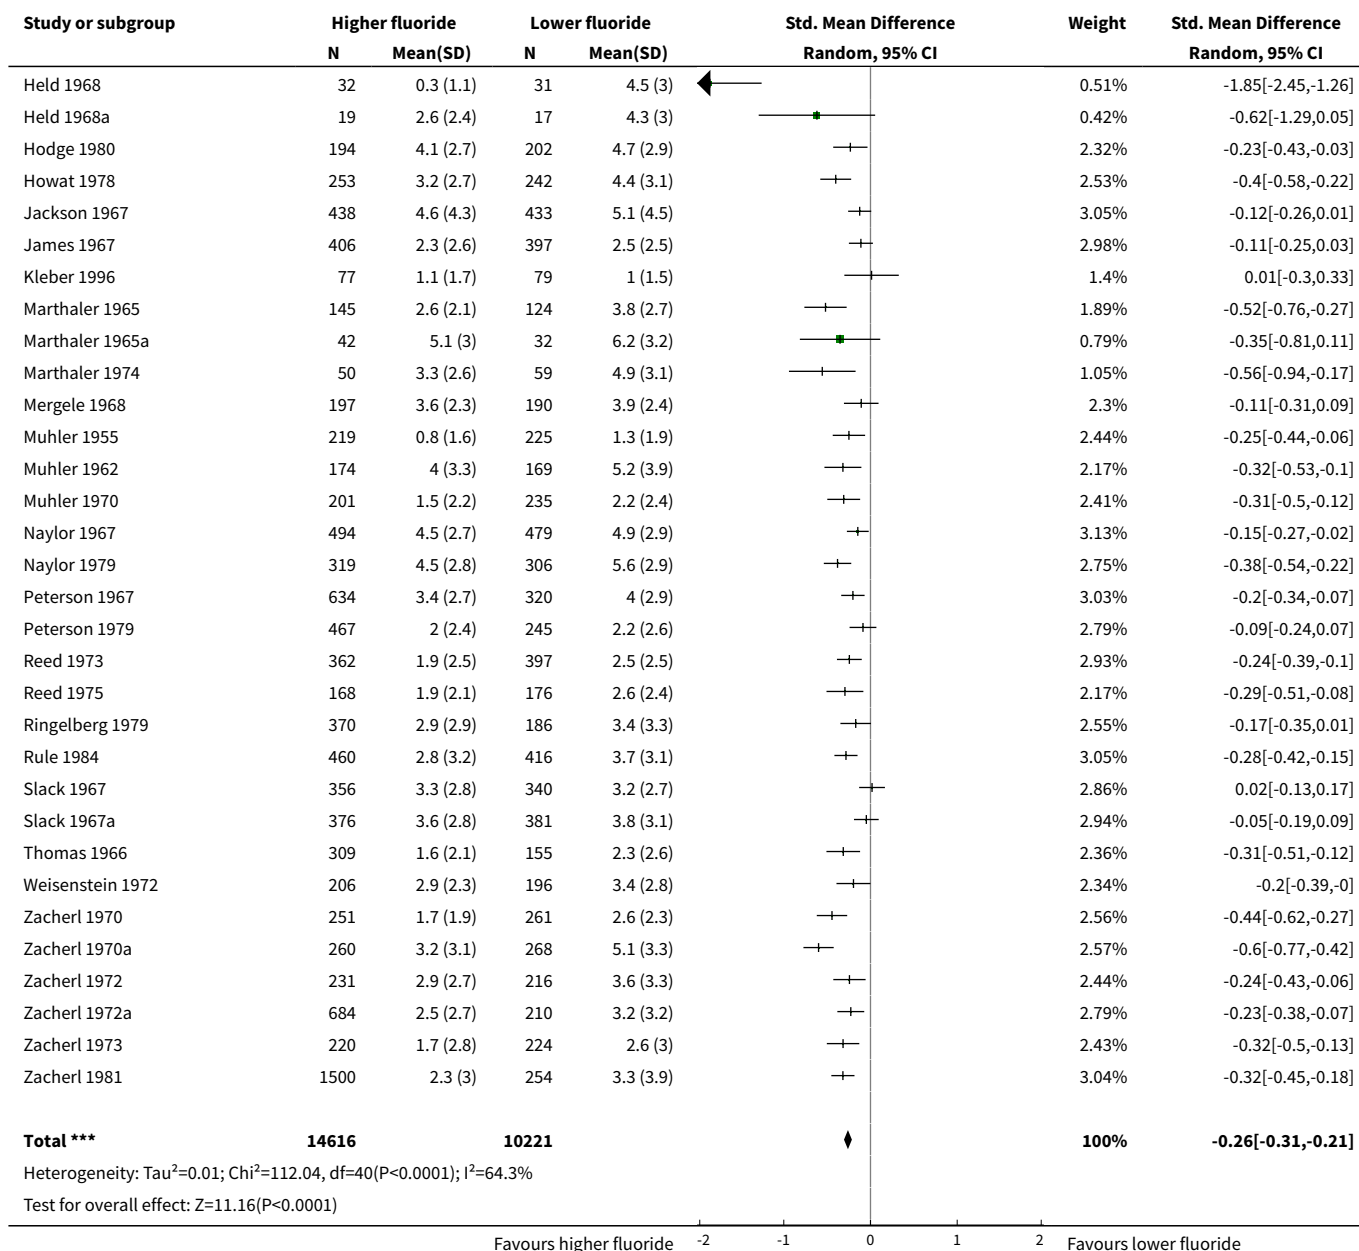 Study or subgroup Higher fluoride Lower fluoride Std. Mean Difference Weight Std. Mean Difference
N Mean(SD) N Mean(SD) Random, 95% CI Random, 95% CI
Held 1968 32 0.3 (1.1) 31 4.5 (3) 0.51% -1.85[-2.45,-1.26]
Held 1968a 19 2.6 (2.4) 17 4.3 (3) 0.42% -0.62[-1.29,0.05]
Hodge 1980 194 4.1 (2.7) 202 4.7 (2.9) 2.32% -0.23[-0.43,-0.03]
Howat 1978 253 3.2 (2.7) 242 4.4 (3.1) 2.53% -0.4[-0.58,-0.22]
Jackson 1967 438 4.6 (4.3) 433 5.1 (4.5) 3.05% -0.12[-0.26,0.01]
James 1967 406 2.3 (2.6) 397 2.5 (2.5) 2.98% -0.11[-0.25,0.03]
Kleber 1996 77 1.1 (1.7) 79 1 (1.5) 1.4% 0.01[-0.3,0.33]
Marthaler 1965 145 2.6 (2.1) 124 3.8 (2.7) 1.89% -0.52[-0.76,-0.27]
Marthaler 1965a 42 5.1 (3) 32 6.2 (3.2) 0.79% -0.35[-0.81,0.11]
Marthaler 1974 50 3.3 (2.6) 59 4.9 (3.1) 1.05% -0.56[-0.94,-0.17]
Mergele 1968 197 3.6 (2.3) 190 3.9 (2.4) 2.3% -0.11[-0.31,0.09]
Muhler 1955 219 0.8 (1.6) 225 1.3 (1.9) 2.44% -0.25[-0.44,-0.06]
Muhler 1962 174 4 (3.3) 169 5.2 (3.9) 2.17% -0.32[-0.53,-0.1]
Muhler 1970 201 1.5 (2.2) 235 2.2 (2.4) 2.41% -0.31[-0.5,-0.12]
Naylor 1967 494 4.5 (2.7) 479 4.9 (2.9) 3.13% -0.15[-0.27,-0.02]
Naylor 1979 319 4.5 (2.8) 306 5.6 (2.9) 2.75% -0.38[-0.54,-0.22]
Peterson 1967 634 3.4 (2.7) 320 4 (2.9) 3.03% -0.2[-0.34,-0.07]
Peterson 1979 467 2 (2.4) 245 2.2 (2.6) 2.79% -0.09[-0.24,0.07]
Reed 1973 362 1.9 (2.5) 397 2.5 (2.5) 2.93% -0.24[-0.39,-0.1]
Reed 1975 168 1.9 (2.1) 176 2.6 (2.4) 2.17% -0.29[-0.51,-0.08]
Ringelberg 1979 370 2.9 (2.9) 186 3.4 (3.3) 2.55% -0.17[-0.35,0.01]
Rule 1984 460 2.8 (3.2) 416 3.7 (3.1) 3.05% -0.28[-0.42,-0.15]
Slack 1967 356 3.3 (2.8) 340 3.2 (2.7) 2.86% 0.02[-0.13,0.17]
Slack 1967a 376 3.6 (2.8) 381 3.8 (3.1) 2.94% -0.05[-0.19,0.09]
Thomas 1966 309 1.6 (2.1) 155 2.3 (2.6) 2.36% -0.31[-0.51,-0.12]
Weisenstein 1972 206 2.9 (2.3) 196 3.4 (2.8) 2.34% -0.2[-0.39,-0]
Zacherl 1970 251 1.7 (1.9) 261 2.6 (2.3) 2.56% -0.44[-0.62,-0.27]
Zacherl 1970a 260 3.2 (3.1) 268 5.1 (3.3) 2.57% -0.6[-0.77,-0.42]
Zacherl 1972 231 2.9 (2.7) 216 3.6 (3.3) 2.44% -0.24[-0.43,-0.06]
Zacherl 1972a 684 2.5 (2.7) 210 3.2 (3.2) 2.79% -0.23[-0.38,-0.07]
Zacherl 1973 220 1.7 (2.8) 224 2.6 (3) 2.43% -0.32[-0.5,-0.13]
Zacherl 1981 1500 2.3 (3) 254 3.3 (3.9) 3.04% -0.32[-0.45,-0.18]
Total *** 14616 10221 100% -0.26[-0.31,-0.21]
Heterogeneity: Tau²=0.01; Chi²=112.04, df=40(P<0.0001); I²=64.3%
Test for overall effect: Z=11.16(P<0.0001)
Favours higher fluoride -2 -1 0 1 2 Favours lower fluoride